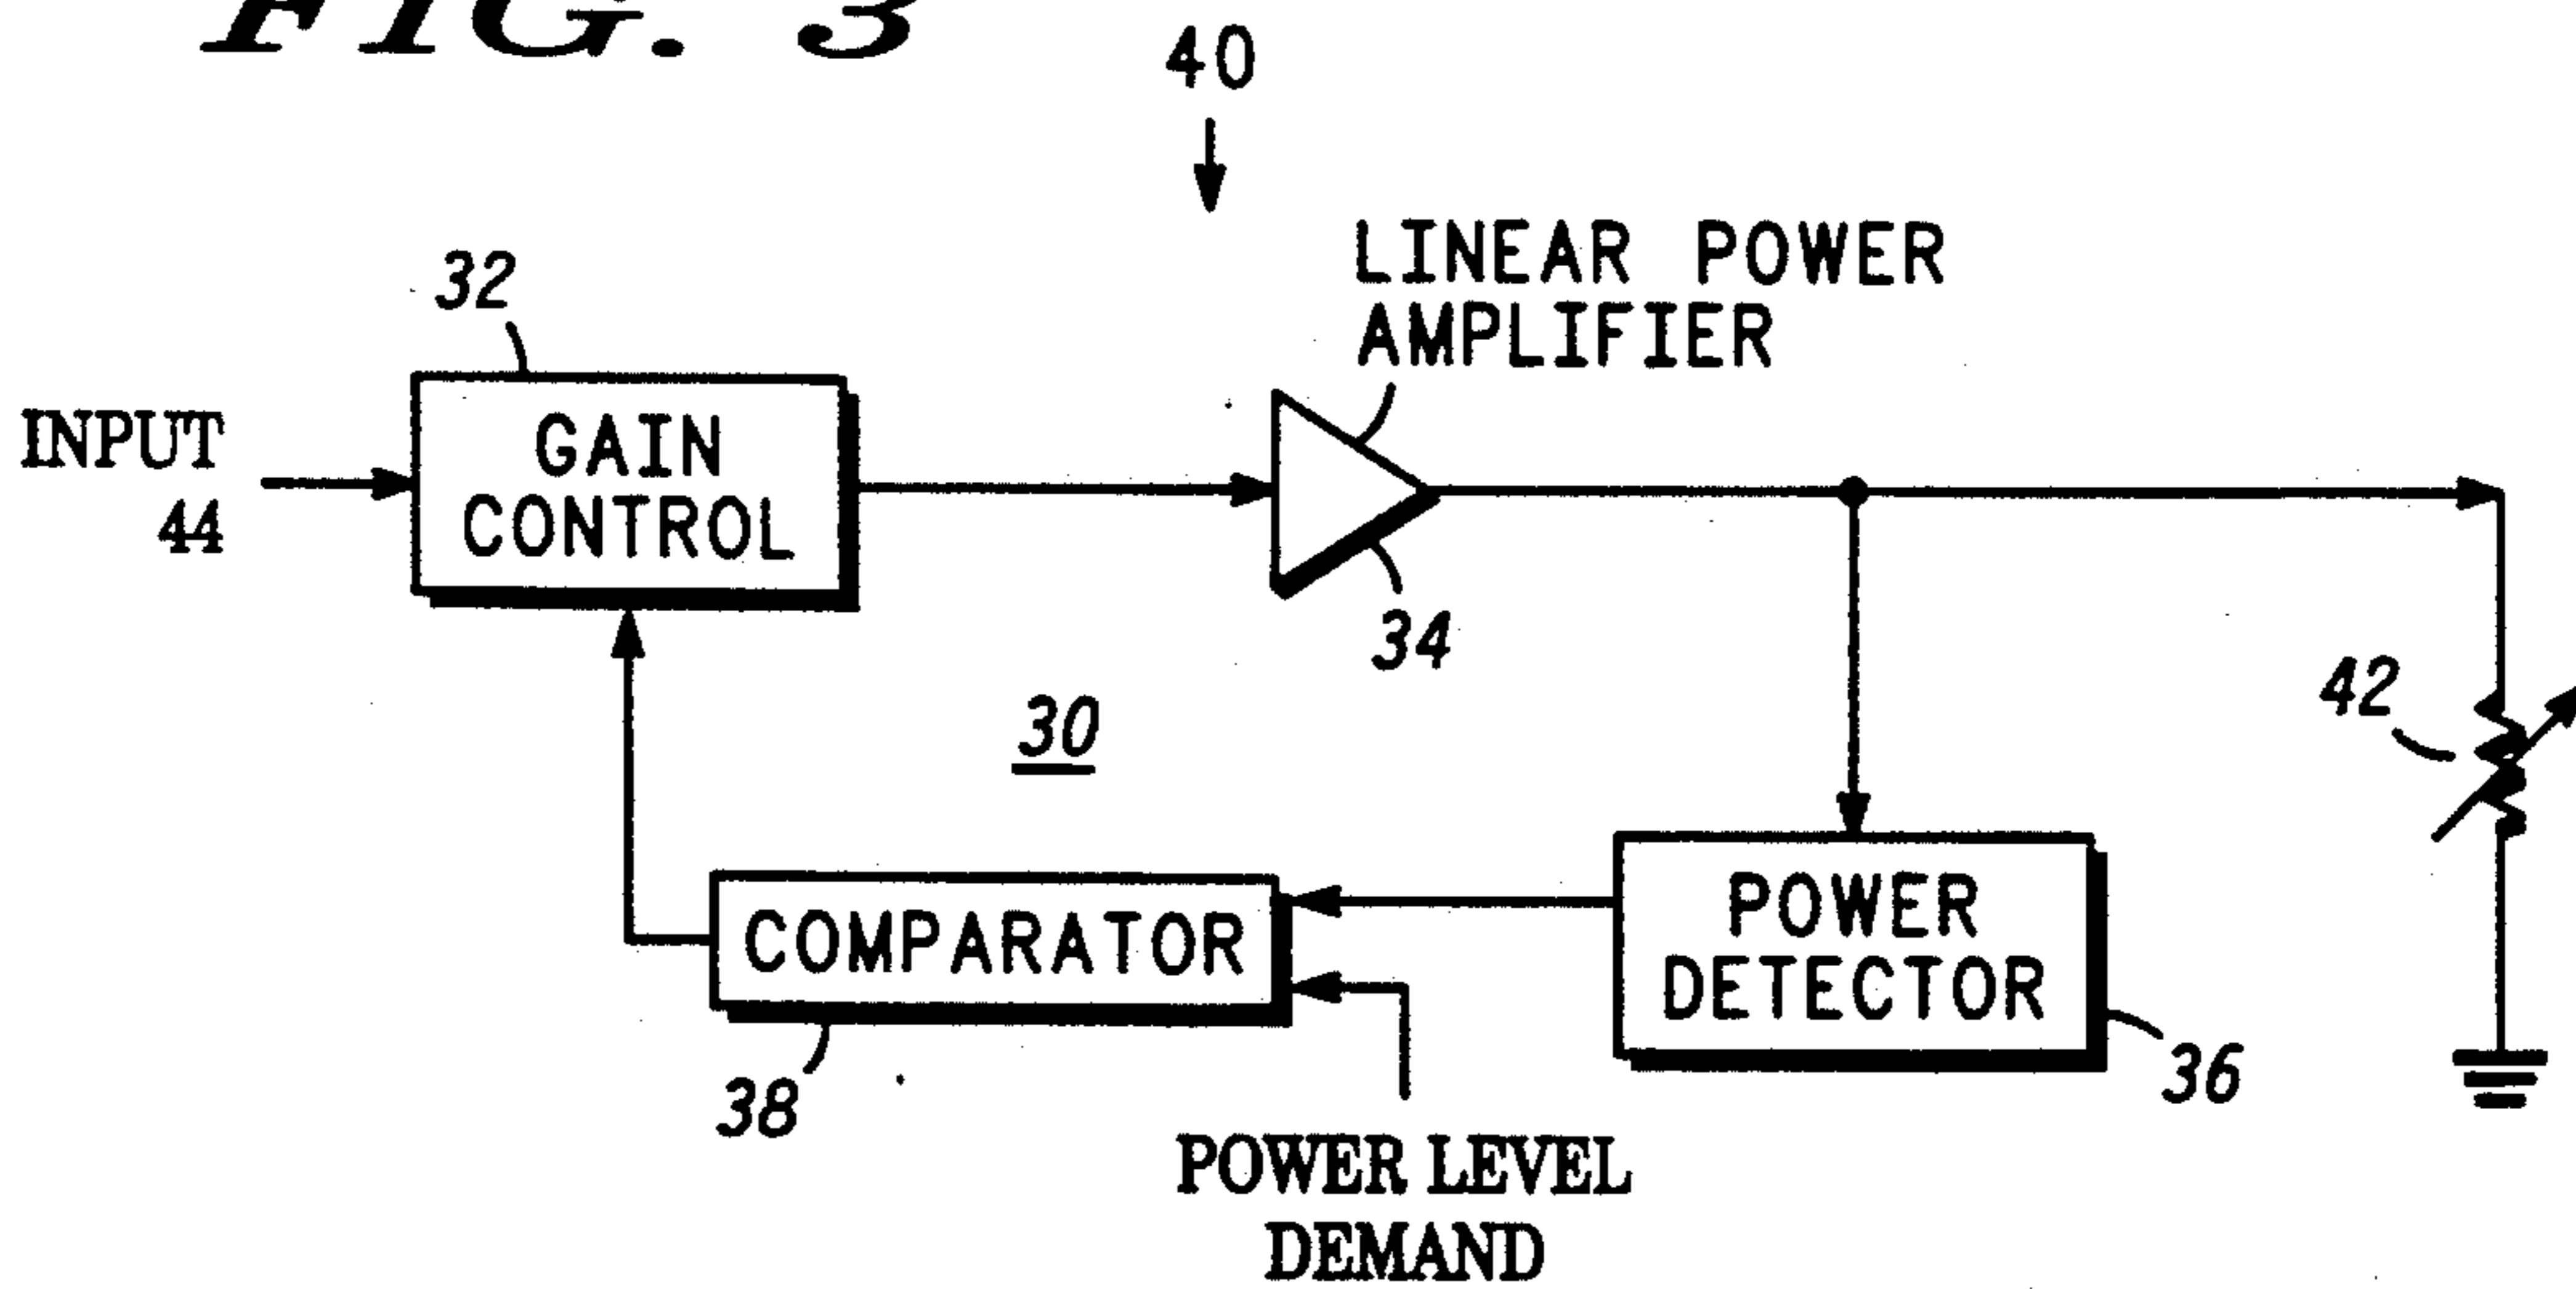 FIG. 3
40
LINEAR POWER
AMPLIFIER
32
INPUT
44
GAIN
CONTROL
34
30
42
COMPARATOR
POWER
DETECTOR
38
36
POWER LEVEL
DEMAND